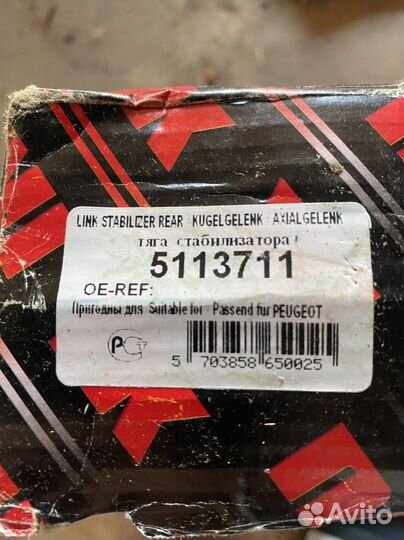 LINK STABILIZER REAR / KUGELGELENK / AXIALGELENK
тяга стабилизатора /
5113711
OE-REF:
Пригодны для Suitable for / Passend fur PEUGEOT
5 703858 650025
Avito